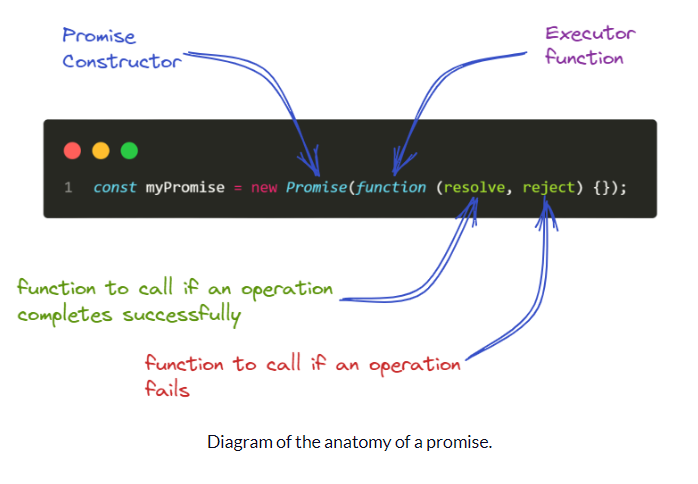 Promise
Constructor
Executor
function
1 const myPromise = new Promise(function (resolve, reject) {});
function to call if an operation
completes successfully
function to call if an operation
fails
Diagram of the anatomy of a promise.